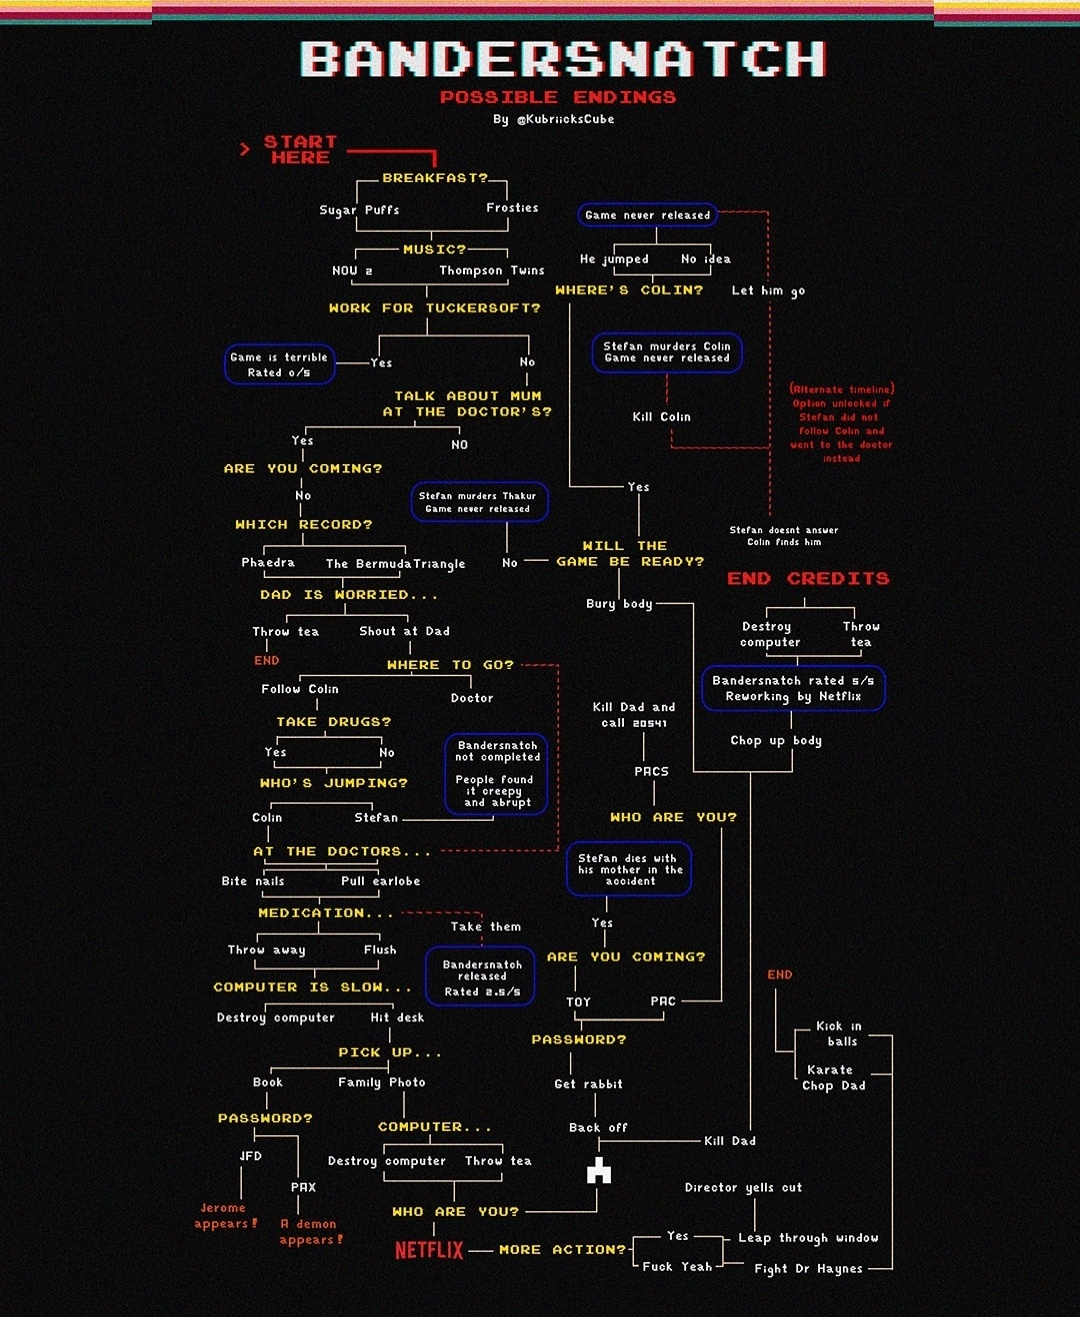 BANDERSNATCH
POSSIBLE ENDINGS
By @KubriicksCube
> START
HERE
BREAKFAST?
Sugar Puffs
Frosties
MUSIC?
NOW 2
Thompson Twins
WORK FOR TUCKERSOFT?
Game is terrible
Rated 0/5
Yes
No
TALK ABOUT MUM
AT THE DOCTOR'S?
Yes
NO
ARE YOU COMING?
No
WHICH RECORD?
Phaedra
The BermudaTriangle
DAD IS WORRIED...
Throw tea
Shout at Dad
END
WHERE TO GO?
Follow Colin
Doctor
TAKE DRUGS?
Yes
No
WHO'S JUMPING?
Bandersnatch
not completed
People found
it creepy
and abrupt
Colin
Stefan
AT THE DOCTORS...
Bite nails
Pull earlobe
MEDICATION...
Take them
Throw away
Flush
Bandersnatch
released
Rated 2.5/5
COMPUTER IS SLOW...
Destroy computer
Hit desk
PICK UP...
Book
Family Photo
PASSWORD?
JFD
PAX
Jerome
appears!
A demon
appears!
COMPUTER...
Destroy computer
Throw tea
WHO ARE YOU?
NETFLIX
MORE ACTION?
Yes
Fuck Yeah
Director yells cut
Leap through window
Fight Dr Haynes
END
Kick in
balls
Karate
Chop Dad
Game never released
He jumped
No idea
WHERE'S COLIN?
Let him go
Stefan murders Colin
Game never released
Kill Colin
(Alternate timeline)
Option unlocked if
Stefan did not
follow Colin and
went to the doctor
instead
Yes
Stefan murders Thakur
Game never released
Stefan doesnt answer
Colin finds him
WILL THE
GAME BE READY?
No
Bury body
END CREDITS
Destroy
computer
Throw
tea
Bandersnatch rated 5/5
Reworking by Netflix
Chop up body
Kill Dad and
call 20541
PACS
WHO ARE YOU?
Stefan dies with
his mother in the
accident
Yes
ARE YOU COMING?
TOY
PAC
PASSWORD?
Get rabbit
Back off
Kill Dad